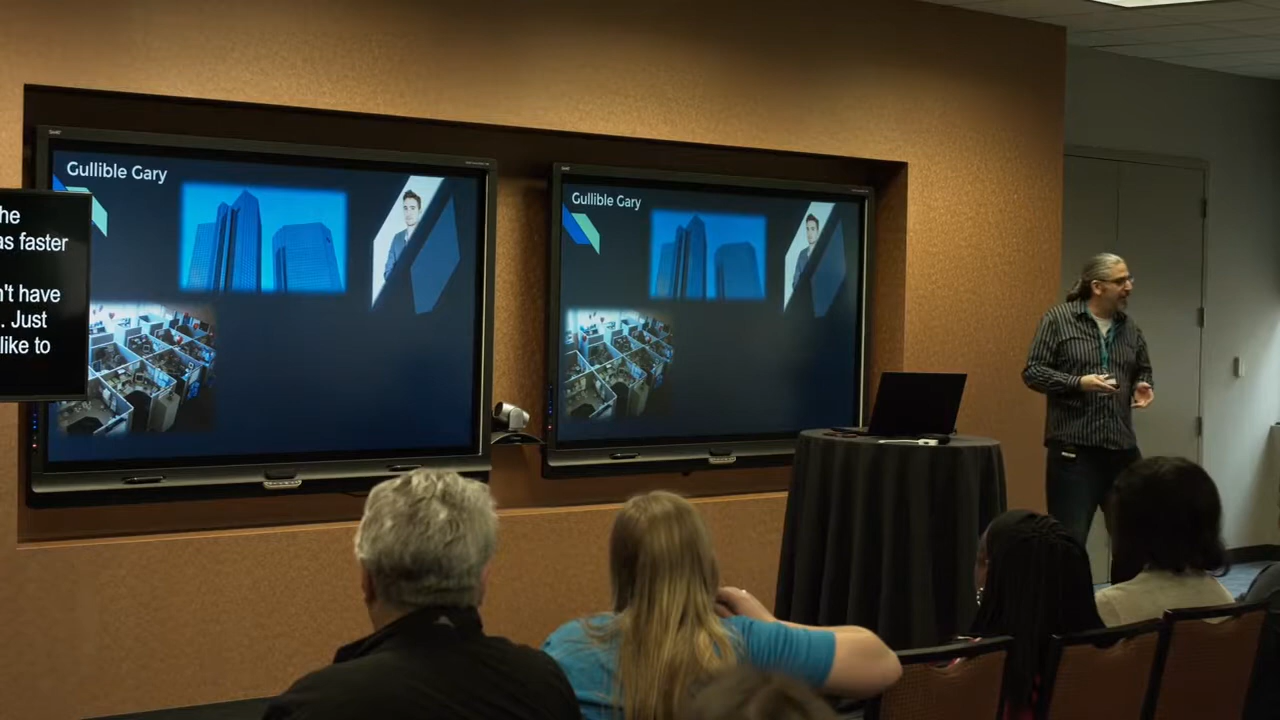 Gullible Gary
Gullible Gary
he
as faster
n't have
. Just
like to